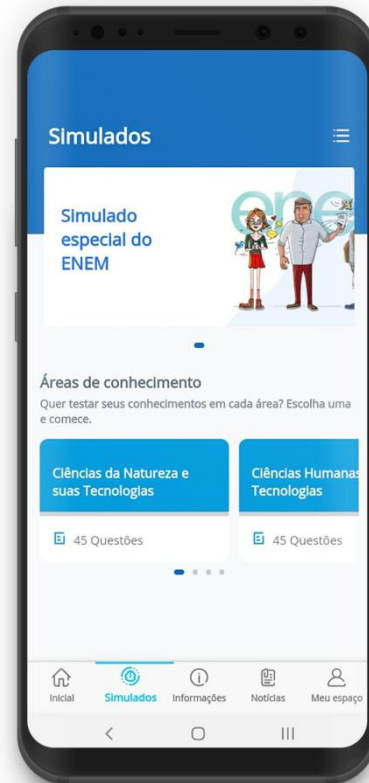 Simulados
Simulado
especial do
ENEM
ene
Áreas de conhecimento
Quer testar seus conhecimentos em cada área? Escolha uma
e comece.
Ciências da Natureza e
suas Tecnologias
45 Questões
Ciências Humanas
Tecnologias
45 Questões
Inicial
Simulados
Informações
Notícias
Meu espaço